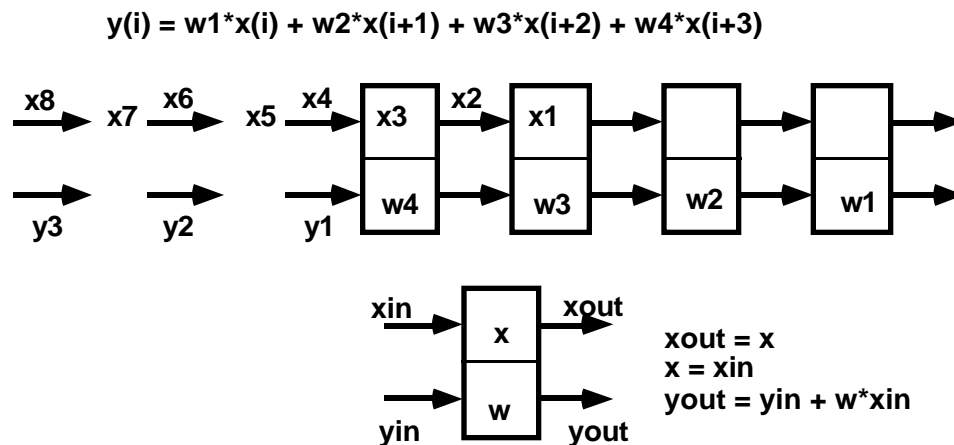 y(i) = w1*x(i) + w2*x(i+1) + w3*x(i+2) + w4*x(i+3)
x8 x7 x6 x5 x4 x3 x2 x1
y3 y2 y1 w4 w3 w2 w1
xin x xout
yin w yout
xout = x
x = xin
yout = yin + w*xin